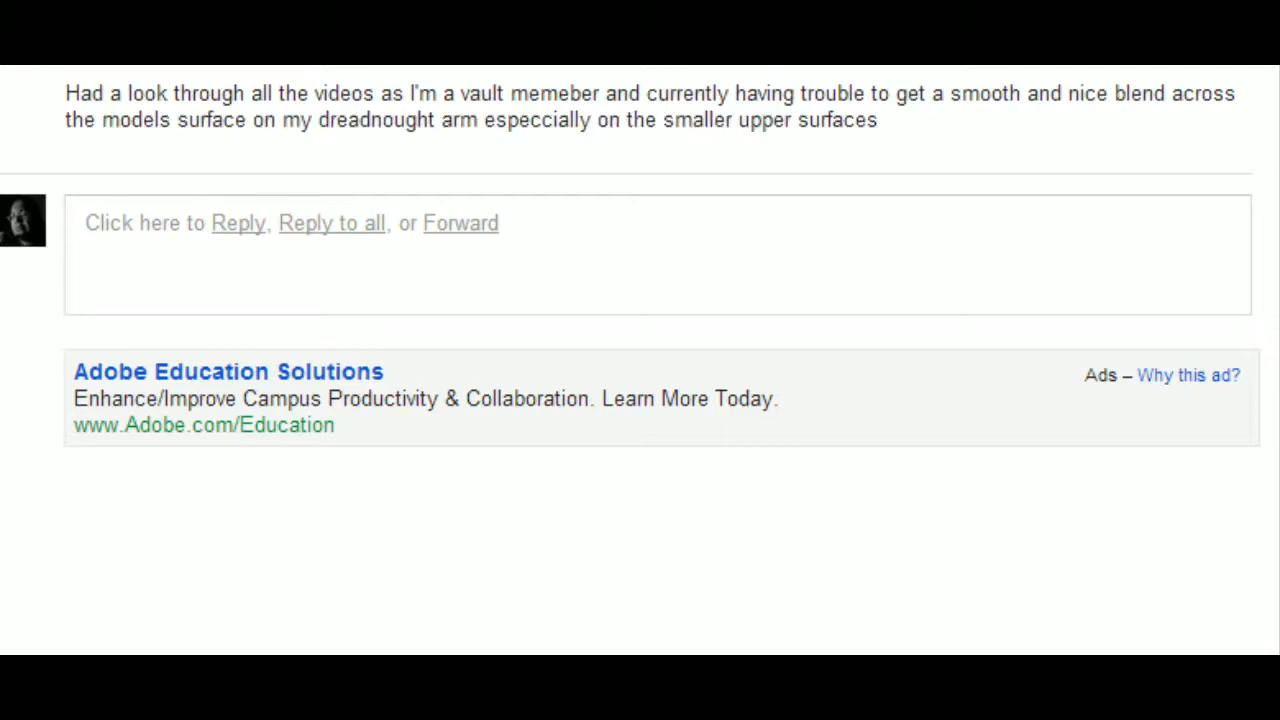 Had a look through all the videos as I'm a vault memeber and currently having trouble to get a smooth and nice blend across
the models surface on my dreadnought arm especcially on the smaller upper surfaces
Click here to Reply, Reply to all, or Forward
Adobe Education Solutions
Ads – Why this ad?
Enhance/Improve Campus Productivity & Collaboration. Learn More Today.
www.Adobe.com/Education